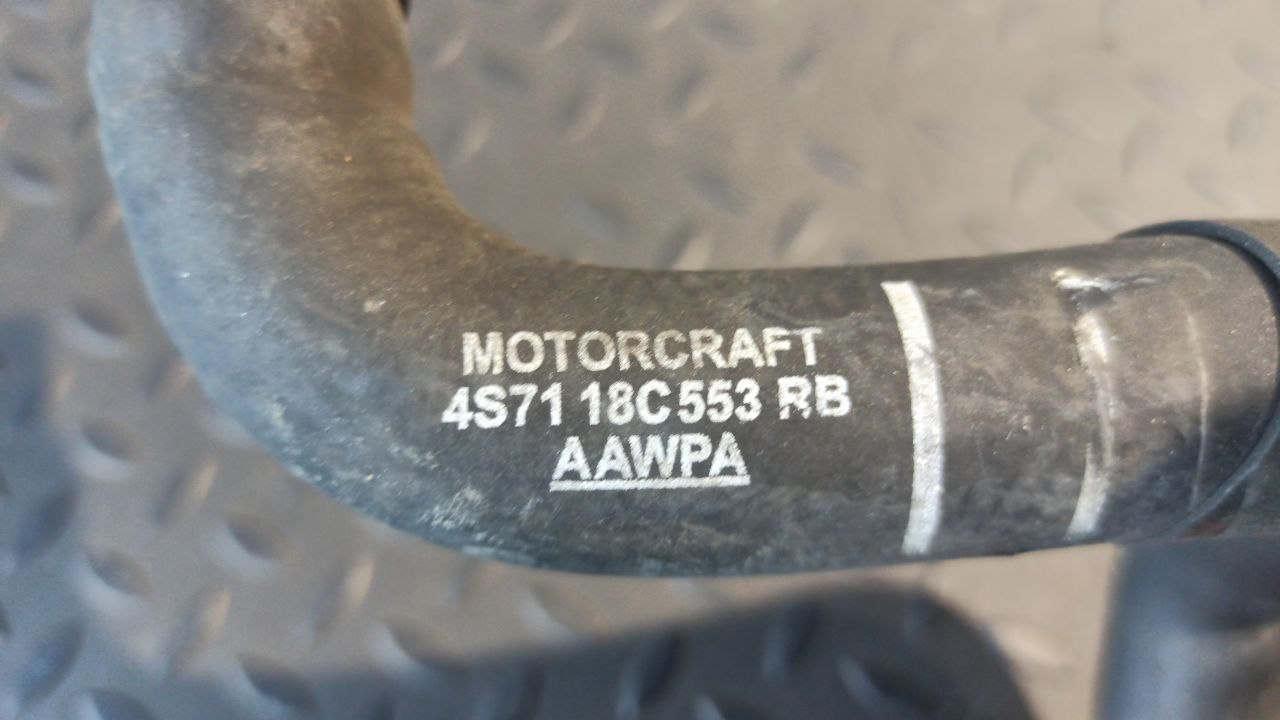 MOTORCRAFT
4S71 18C553 RB
AAWPA